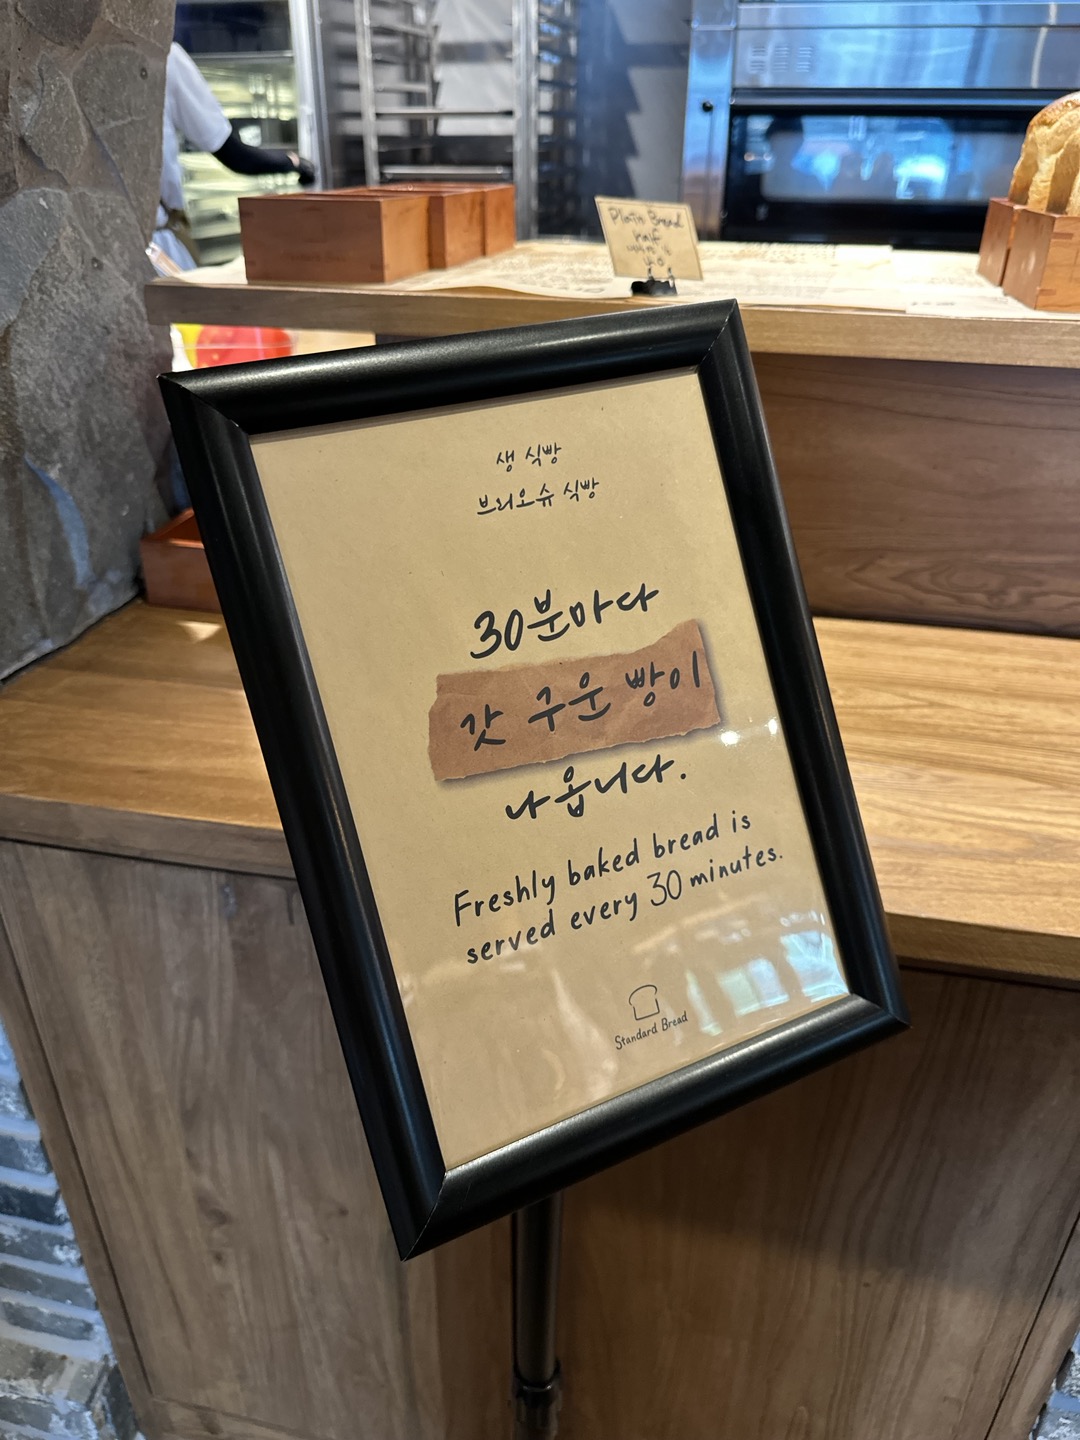 Plain Bread
Half
생 식빵
브리오슈 식빵
30분마다
갓 구운 빵이
나옵니다.
Freshly baked bread is
served every 30 minutes.
Standard Bread